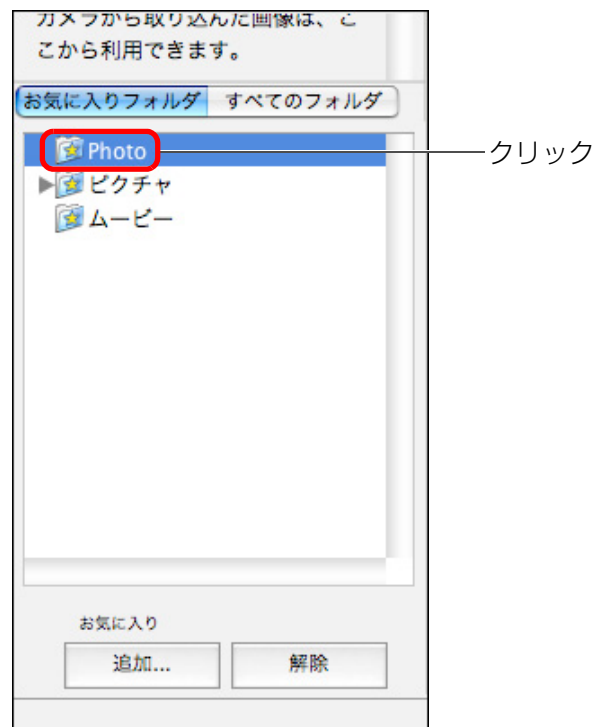 カメラから取り込んだ画像は、こ
こから利用できます。
お気に入りフォルダ すべてのフォルダ
Photo
クリック
ピクチャ
ムービー
お気に入り
追加... 解除